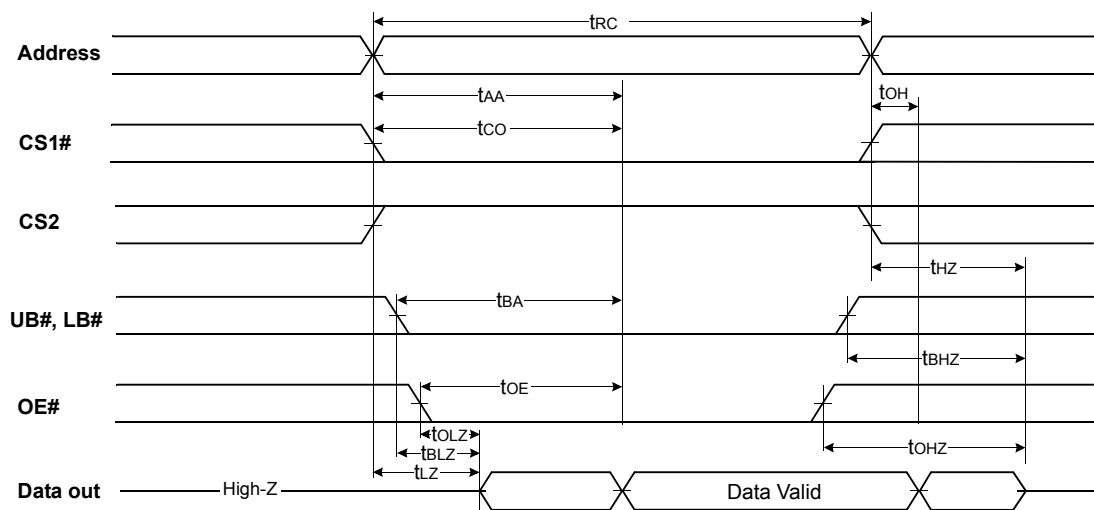 tRC
Address
tAA
tOH
tCO
CS1#
CS2
tHZ
tBA
UB#, LB#
tBHZ
tOE
OE#
tOLZ
tOHZ
tBLZ
tLZ
Data out
High-Z
Data Valid